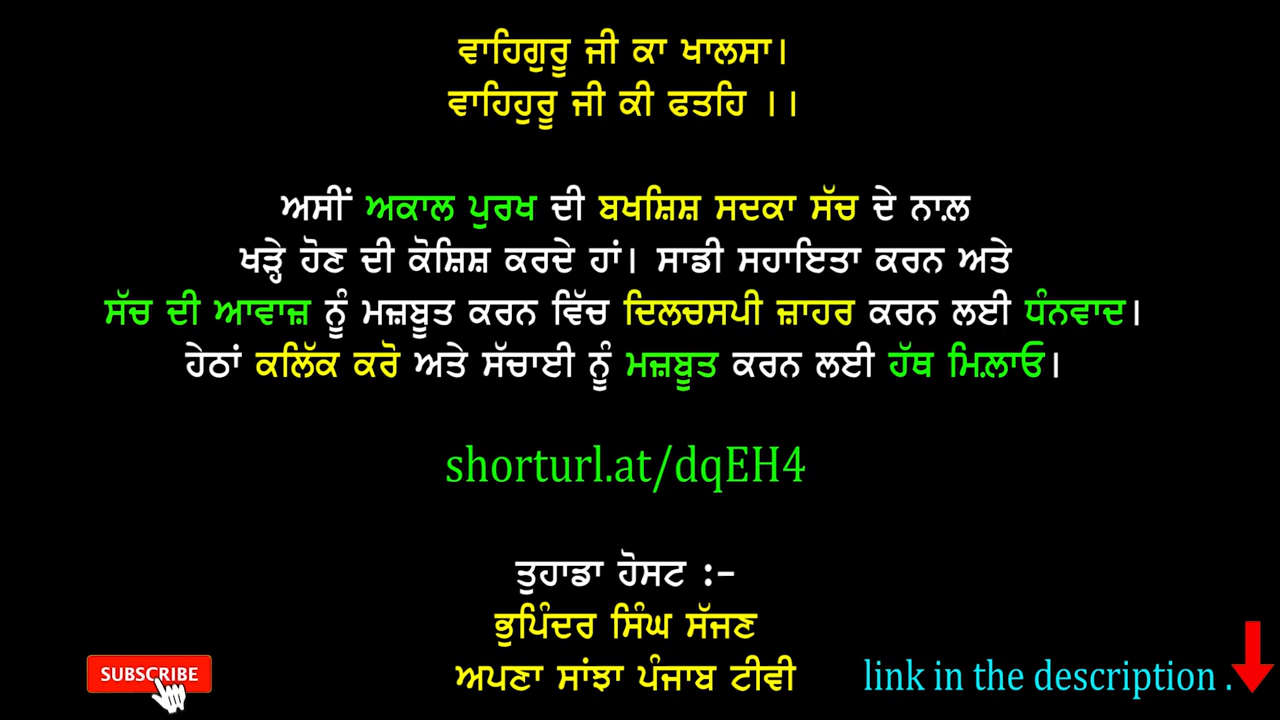 ਵਾਹਿਗੁਰੂ ਜੀ ਕਾ ਖਾਲਸਾ।
ਵਾਹਿਹੁਰੂ ਜੀ ਕੀ ਫਤਹਿ ।।
ਅਸੀਂ ਅਕਾਲ ਪੁਰਖ ਦੀ ਬਖਸ਼ਿਸ਼ ਸਦਕਾ ਸੱਚ ਦੇ ਨਾਲ਼
ਖੜ੍ਹੇ ਹੋਣ ਦੀ ਕੋਸ਼ਿਸ਼ ਕਰਦੇ ਹਾਂ। ਸਾਡੀ ਸਹਾਇਤਾ ਕਰਨ ਅਤੇ
ਸੱਚ ਦੀ ਆਵਾਜ਼ ਨੂੰ ਮਜ਼ਬੂਤ ਕਰਨ ਵਿੱਚ ਦਿਲਚਸਪੀ ਜ਼ਾਹਰ ਕਰਨ ਲਈ ਧੰਨਵਾਦ।
ਹੇਠਾਂ ਕਲਿੱਕ ਕਰੋ ਅਤੇ ਸੱਚਾਈ ਨੂੰ ਮਜ਼ਬੂਤ ਕਰਨ ਲਈ ਹੱਥ ਮਿਲਾਓ਼।
shorturl.at/dqEH4
ਤੁਹਾਡਾ ਹੋਸਟ :-
ਭੁਪਿੰਦਰ ਸਿੰਘ ਸੱਜਣ
ਅਪਣਾ ਸਾਂਝਾ ਪੰਜਾਬ ਟੀਵੀ
SUBSCRIBE
link in the description .